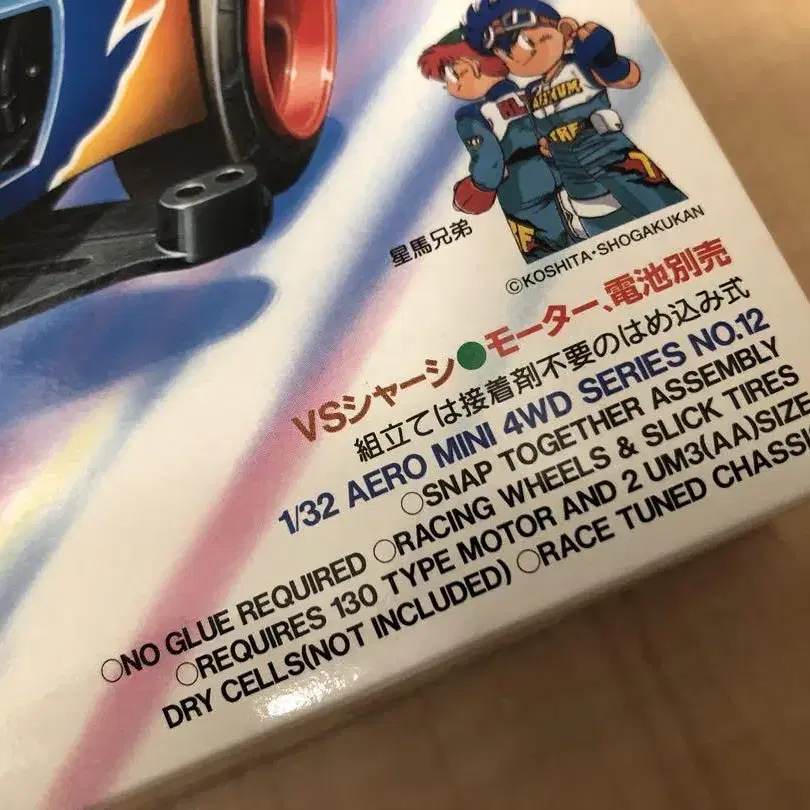 星馬兄弟
©KOSHITA・SHOGAKUKAN
VSシャーシ●モーター、電池別売
組立ては接着剤不要のはめ込み式
1/32 AERO MINI 4WD SERIES NO.12
○SNAP TOGETHER ASSEMBLY
○NO GLUE REQUIRED ○RACING WHEELS & SLICK TIRES
○REQUIRES 130 TYPE MOTOR AND 2 UM3(AA)SIZE
DRY CELLS(NOT INCLUDED) ○RACE TUNED CHASSI